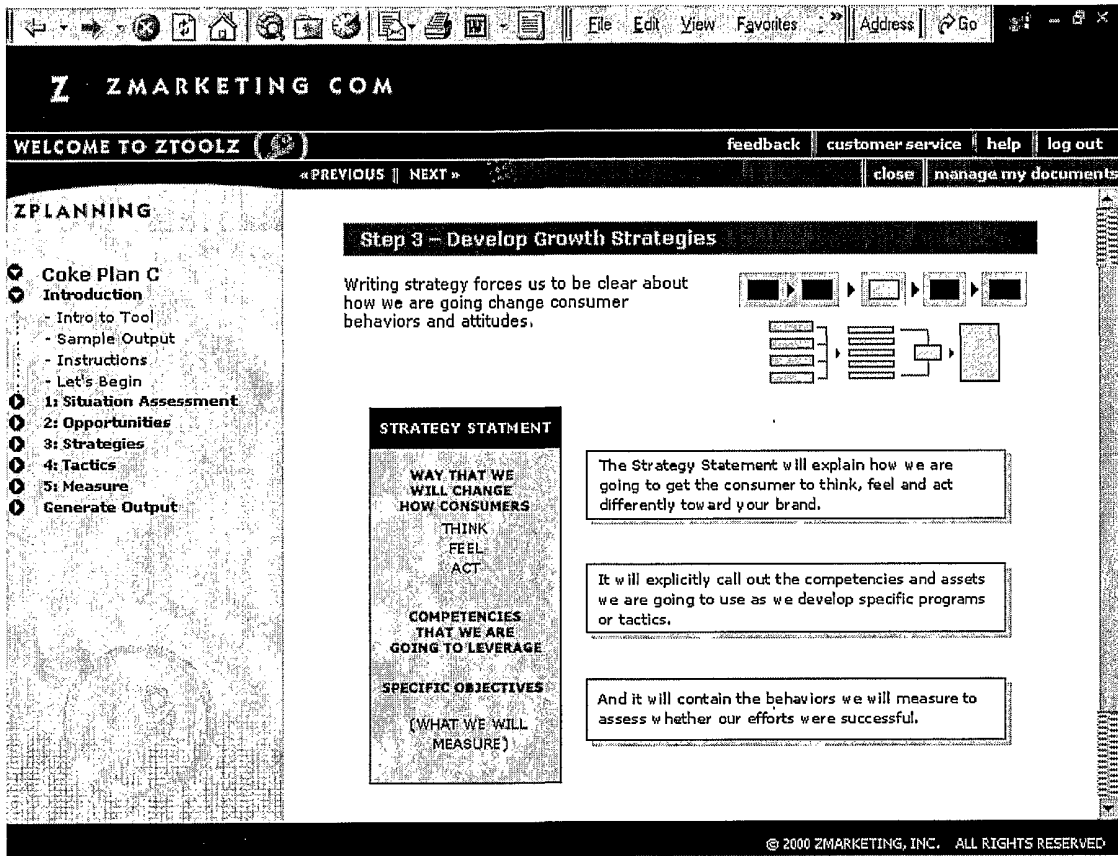 File Edit View Favorites » Address Go
Z ZMARKETING COM
WELCOME TO ZTOOLZ
feedback customer service help log out
«PREVIOUS || NEXT»
close manage my documents
ZPLANNING
Coke Plan C
Introduction
- Intro to Tool
- Sample Output
- Instructions
- Let's Begin
1: Situation Assessment
2: Opportunities
3: Strategies
4: Tactics
5: Measure
Generate Output
Step 3 – Develop Growth Strategies
Writing strategy forces us to be clear about
how we are going change consumer
behaviors and attitudes.
STRATEGY STATMENT
WAY THAT WE
WILL CHANGE
HOW CONSUMERS
THINK
FEEL
ACT
COMPETENCIES
THAT WE ARE
GOING TO LEVERAGE
SPECIFIC OBJECTIVES
(WHAT WE WILL
MEASURE)
The Strategy Statement will explain how we are
going to get the consumer to think, feel and act
differently toward your brand.
It will explicitly call out the competencies and assets
we are going to use as we develop specific programs
or tactics.
And it will contain the behaviors we will measure to
assess whether our efforts were successful.
© 2000 ZMARKETING, INC. ALL RIGHTS RESERVED